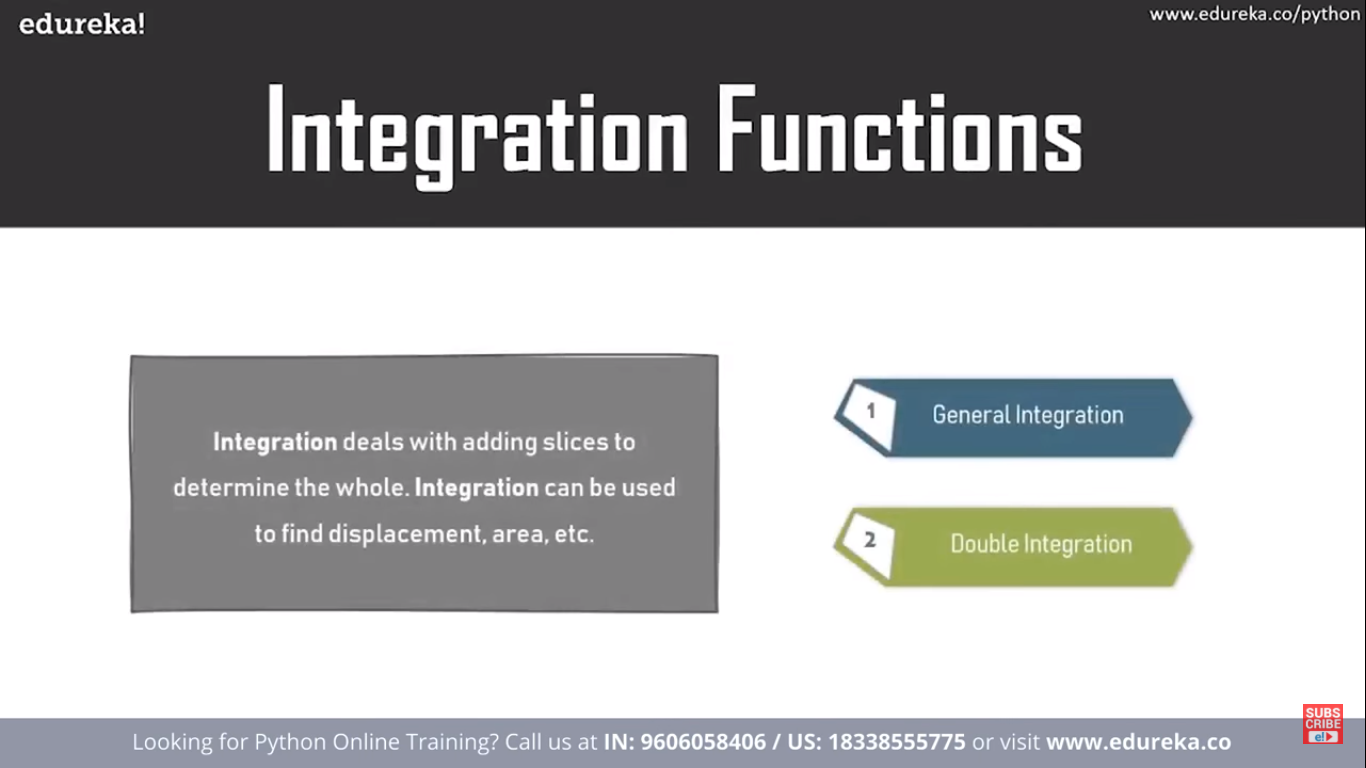 edureka!
www.edureka.co/python
Integration Functions
Integration deals with adding slices to
determine the whole. Integration can be used
to find displacement, area, etc.
1 General Integration
2 Double Integration
SUBS
CRIBE
e!
Looking for Python Online Training? Call us at IN: 9606058406 / US: 18338555775 or visit www.edureka.co